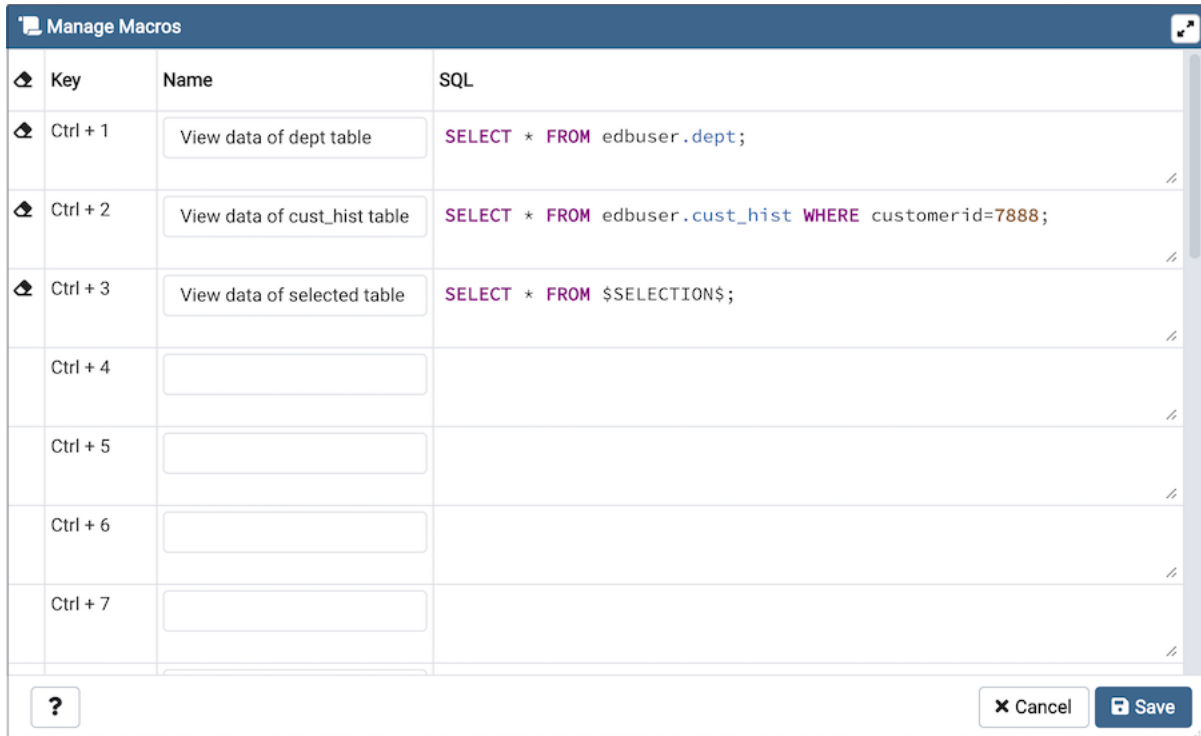 Manage Macros
Key Name SQL
Ctrl + 1 View data of dept table SELECT * FROM edbuser.dept;
Ctrl + 2 View data of cust_hist table SELECT * FROM edbuser.cust_hist WHERE customerid=7888;
Ctrl + 3 View data of selected table SELECT * FROM $SELECTION$;
Ctrl + 4
Ctrl + 5
Ctrl + 6
Ctrl + 7
? Cancel Save